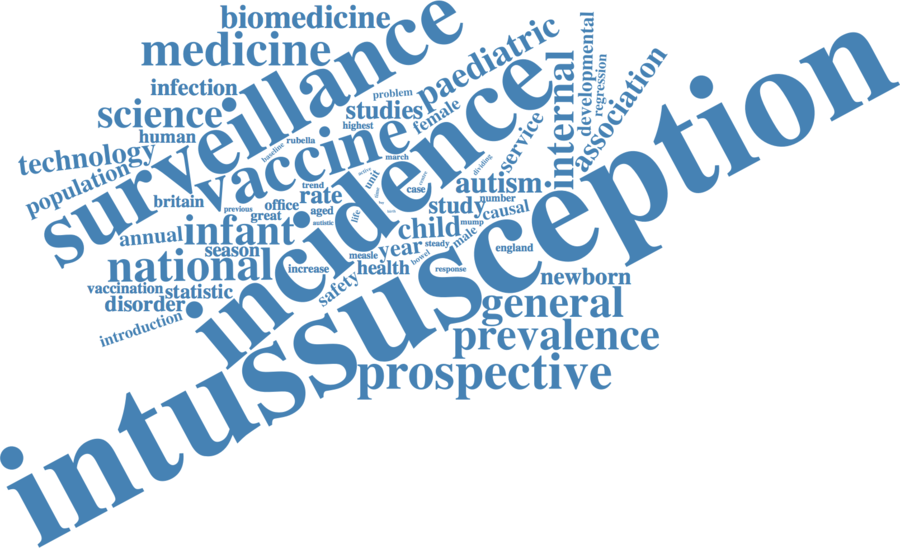 biomedicine
medicine
surveillance
paediatric
developmental
regression
internal
association
infection
problem
studies
science
highest
female
human
vaccine
rubella
baseline
service
technology
march
dividing
population
unit
incidence
intussusception
trend
case
autism
britain
rate
number
previous
office
study
causal
great
aged
life
autistic
mump
annual
infant
child
male
season
year
steady
england
national
measle
bowel
increase
health
response
safety
newborn
vaccination
statistic
general
disorder
introduction
prevalence
prospective